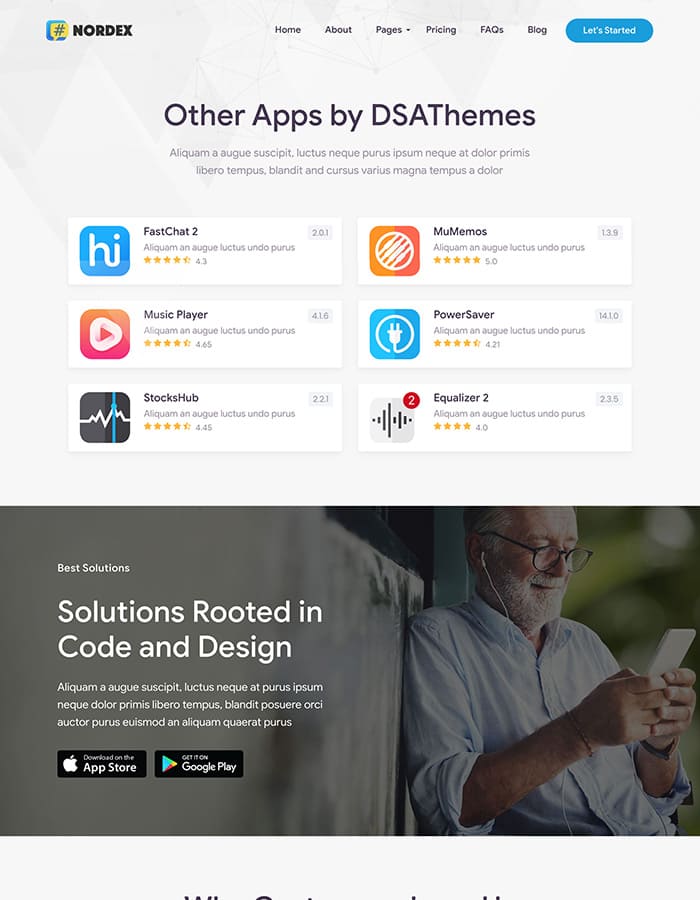 # NORDEX
Home About Pages Pricing FAQs Blog Let's Started
Other Apps by DSAThemes
Aliquam a augue suscipit, luctus neque purus ipsum neque at dolor primis
libero tempus, blandit and cursus varius magna tempus a dolor
hi
FastChat 2
2.0.1
Aliquam an augue luctus undo purus
4.3
MuMemos
1.3.9
Aliquam an augue luctus undo purus
5.0
Music Player
4.1.6
Aliquam an augue luctus undo purus
4.65
PowerSaver
14.1.0
Aliquam an augue luctus undo purus
4.21
StocksHub
2.2.1
Aliquam an augue luctus undo purus
4.45
2
Equalizer 2
2.3.5
Aliquam an augue luctus undo purus
4.0
Best Solutions
Solutions Rooted in
Code and Design
Aliquam a augue suscipit, luctus neque at purus ipsum
neque dolor primis libero tempus, blandit posuere orci
auctor purus euismod an aliquam quaerat purus
Download on the
App Store
GET IT ON
Google Play